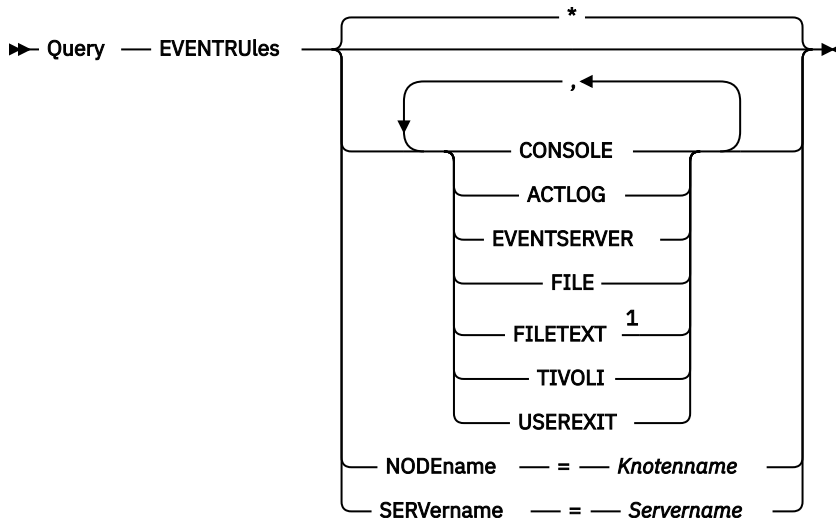 *
Query EVENTRUles
,
CONSOLE
ACTLOG
EVENTSERVER
FILE
FILETEXT 1
TIVOLI
USEREXIT
NODEname = Knotenname
SERVername = Servername